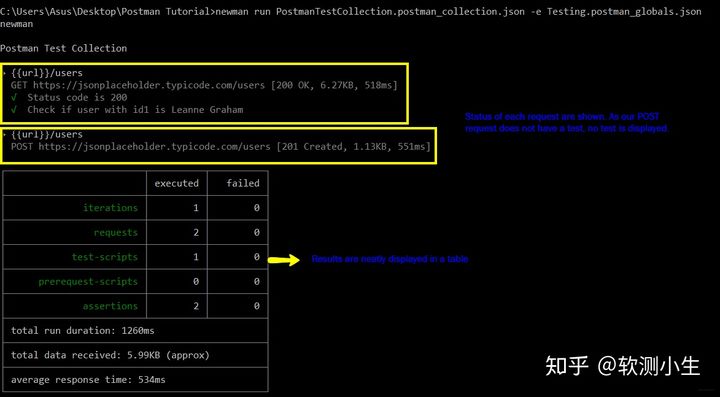 C:\Users\Asus\Desktop\Postman Tutorial>newman run PostmanTestCollection.postman_collection.json -e Testing.postman_globals.json
newman
Postman Test Collection
› {{url}}/users
GET https://jsonplaceholder.typicode.com/users [200 OK, 6.27KB, 518ms]
√ Status code is 200
√ Check if user with id1 is Leanne Graham
Status of each request are shown. As our POST
request does not have a test, no test is displayed
› {{url}}/users
POST https://jsonplaceholder.typicode.com/users [201 Created, 1.13KB, 551ms]
executed failed
iterations 1 0
requests 2 0
test-scripts 1 0
Results are neatly displayed in a table
prerequest-scripts 0 0
assertions 2 0
total run duration: 1260ms
total data received: 5.99KB (approx)
average response time: 534ms
知乎 @软测小生